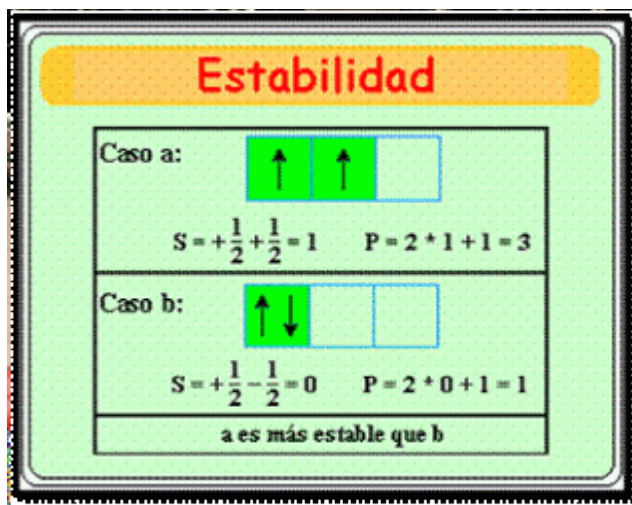 Estabilidad
Caso a:
↑ ↑
S = +1/2 + 1/2 = 1 P = 2 * 1 + 1 = 3
Caso b:
↑↓
S = +1/2 − 1/2 = 0 P = 2 * 0 + 1 = 1
a es más estable que b